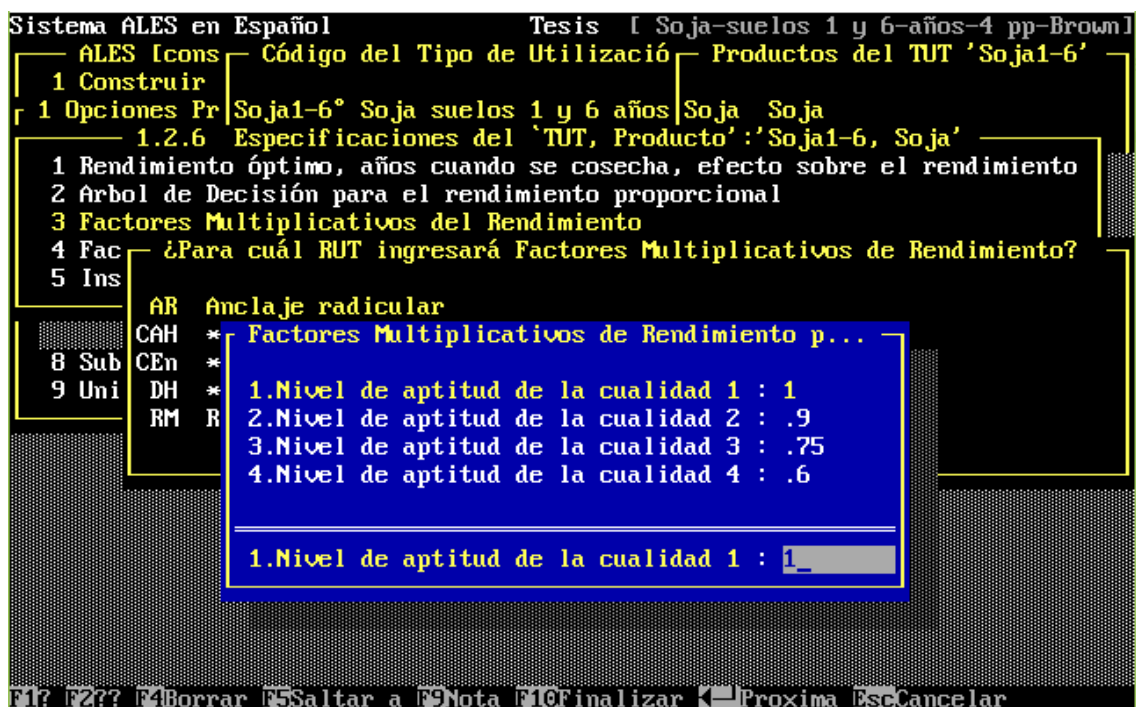 Sistema ALES en Español Tesis [ Soja-suelos 1 y 6-años-4 pp-Brown]
ALES [cons Código del Tipo de Utilizació Productos del TUT 'Soja1-6'
1 Construir
1 Opciones Pr Soja1-6° Soja suelos 1 y 6 años Soja Soja
1.2.6 Especificaciones del `TUT, Producto':'Soja1-6, Soja'
1 Rendimiento óptimo, años cuando se cosecha, efecto sobre el rendimiento
2 Arbol de Decisión para el rendimiento proporcional
3 Factores Multiplicativos del Rendimiento
4 Fac ¿Para cuál RUT ingresará Factores Multiplicativos de Rendimiento?
5 Ins
AR Anclaje radicular
CAH * Factores Multiplicativos de Rendimiento p...
8 Sub CEn *
9 Uni DH * 1.Nivel de aptitud de la cualidad 1 : 1
RM R 2.Nivel de aptitud de la cualidad 2 : .9
3.Nivel de aptitud de la cualidad 3 : .75
4.Nivel de aptitud de la cualidad 4 : .6
1.Nivel de aptitud de la cualidad 1 : 1_
F1? F2?? F4Borrar F5Saltar a F9Nota F10Finalizar Proxima EscCancelar